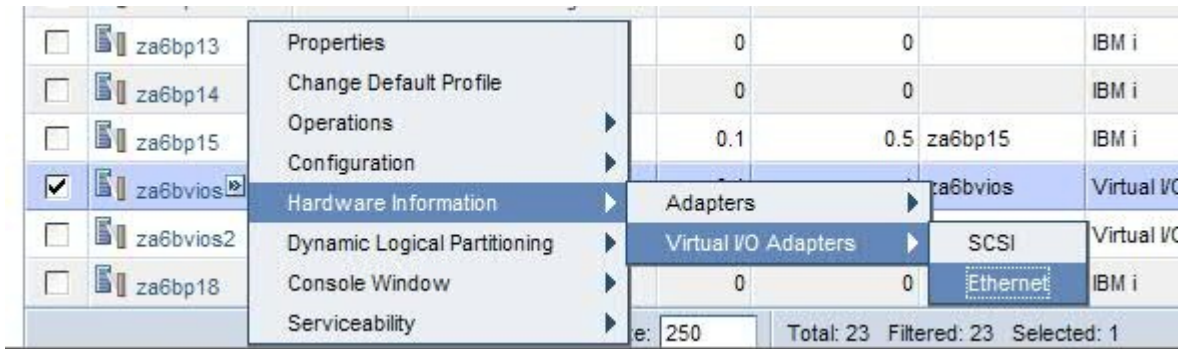 za6bp13 0 0 IBM i
za6bp14 0 0 IBM i
za6bp15 0.1 0.5 za6bp15 IBM i
za6bvios za6bvios Virtual I/O
za6bvios2 Virtual I/O
za6bp18 0 0 IBM i
Properties
Change Default Profile
Operations
Configuration
Hardware Information
Dynamic Logical Partitioning
Console Window
Serviceability
Adapters
Virtual I/O Adapters
SCSI
Ethernet
e: 250 Total: 23 Filtered: 23 Selected: 1